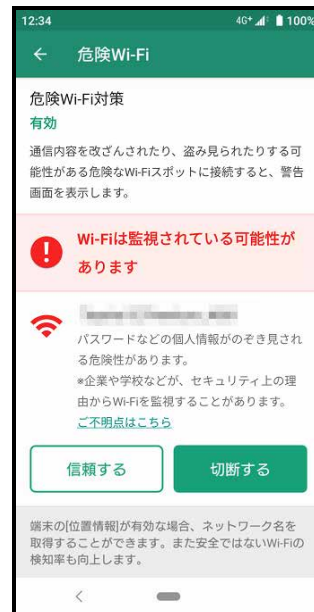 12:34 4G+ 100%
危険Wi-Fi
危険Wi-Fi対策
有効
通信内容を改ざんされたり、盗み見られたりする可
能性がある危険なWi-Fiスポットに接続すると、警告
画面を表示します。
Wi-Fiは監視されている可能性が
あります
パスワードなどの個人情報がのぞき見され
る危険性があります。
*企業や学校などが、セキュリティ上の理
由からWi-Fiを監視することがあります。
ご不明点はこちら
信頼する 切断する
端末の[位置情報]が有効な場合、ネットワーク名を
取得することができます。また安全ではないWi-Fiの
検知率も向上します。